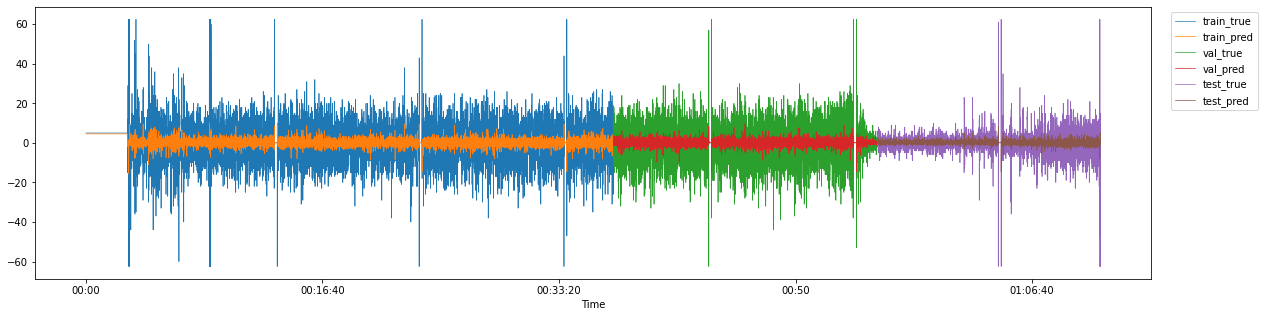 60
40
20
0
−20
−40
−60
00:00
00:16:40
00:33:20
00:50
01:06:40
Time
train_true
train_pred
val_true
val_pred
test_true
test_pred